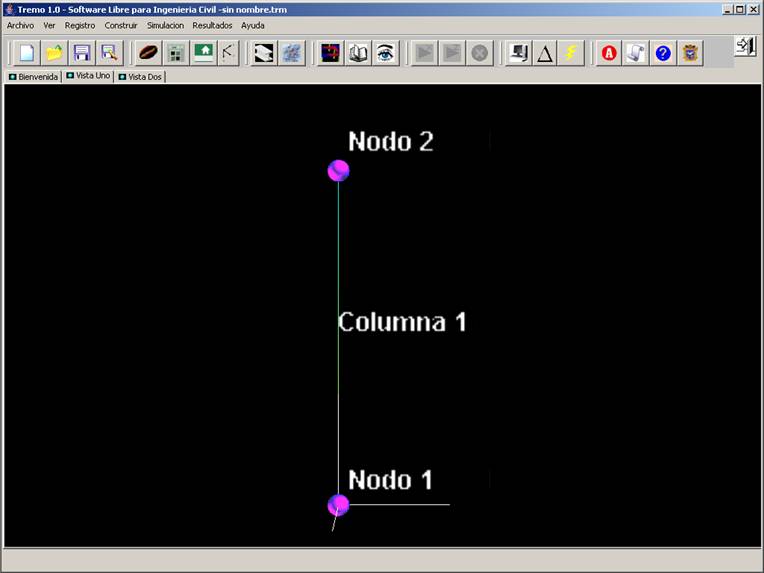 Tremo 1.0 - Software Libre para Ingenieria Civil -sin nombre.trm
Archivo Ver Registro Construir Simulacion Resultados Ayuda
A ?
Bienvenida Vista Uno Vista Dos
Nodo 2
Columna 1
Nodo 1